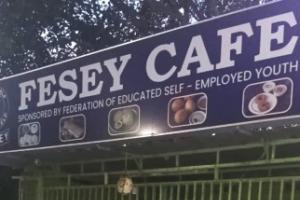 FESEY CAFE
SPONSORED BY FEDERATION OF EDUCATED SELF - EMPLOYED YOUTH